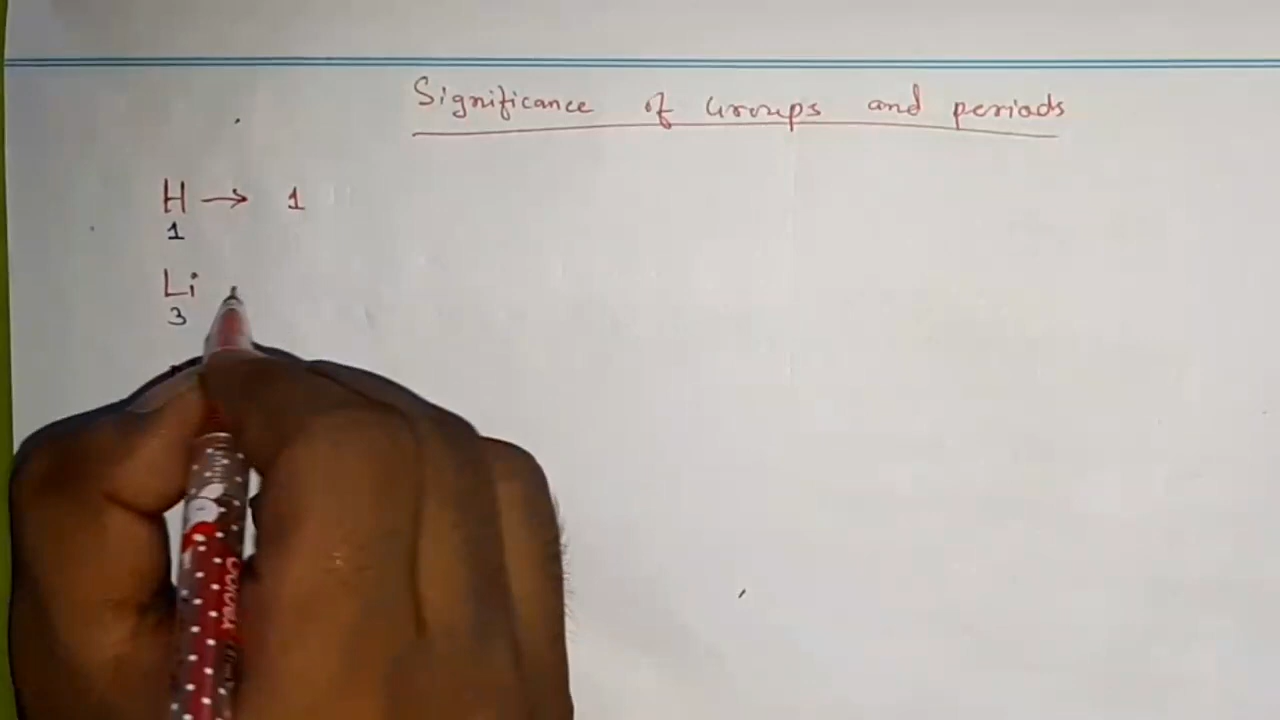 Significance of Groups and periods
H → 1
1
Li
3